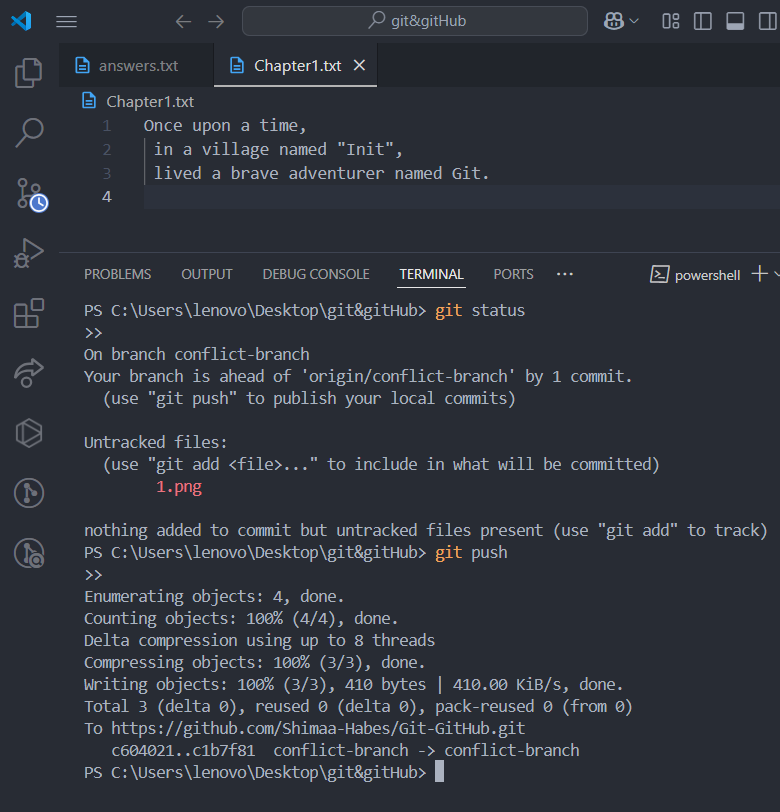 git&gitHub
answers.txt
Chapter1.txt
Chapter1.txt
1 Once upon a time,
2 in a village named "Init",
3 lived a brave adventurer named Git.
4
PROBLEMS OUTPUT DEBUG CONSOLE TERMINAL PORTS ··· powershell
PS C:\Users\lenovo\Desktop\git&gitHub> git status
>>
On branch conflict-branch
Your branch is ahead of 'origin/conflict-branch' by 1 commit.
(use "git push" to publish your local commits)
Untracked files:
(use "git add <file>..." to include in what will be committed)
1.png
nothing added to commit but untracked files present (use "git add" to track)
PS C:\Users\lenovo\Desktop\git&gitHub> git push
>>
Enumerating objects: 4, done.
Counting objects: 100% (4/4), done.
Delta compression using up to 8 threads
Compressing objects: 100% (3/3), done.
Writing objects: 100% (3/3), 410 bytes | 410.00 KiB/s, done.
Total 3 (delta 0), reused 0 (delta 0), pack-reused 0 (from 0)
To https://github.com/Shimaa-Habes/Git-GitHub.git
c604021..c1b7f81 conflict-branch -> conflict-branch
PS C:\Users\lenovo\Desktop\git&gitHub>